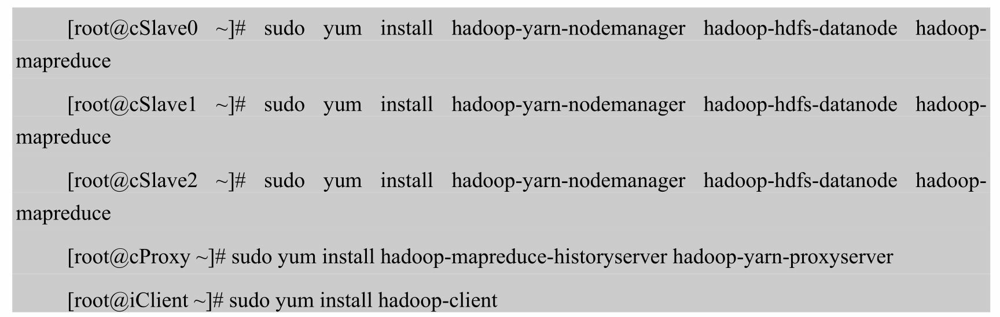 [root@cSlave0 ~]# sudo yum install hadoop-yarn-nodemanager hadoop-hdfs-datanode hadoop-
mapreduce
[root@cSlave1 ~]# sudo yum install hadoop-yarn-nodemanager hadoop-hdfs-datanode hadoop-
mapreduce
[root@cSlave2 ~]# sudo yum install hadoop-yarn-nodemanager hadoop-hdfs-datanode hadoop-
mapreduce
[root@cProxy ~]# sudo yum install hadoop-mapreduce-historyserver hadoop-yarn-proxyserver
[root@iClient ~]# sudo yum install hadoop-client